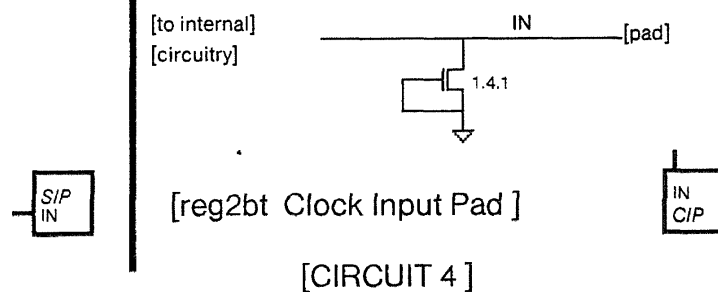 [to internal]
[circuitry]
IN
[pad]
1.4.1
S/P
IN
[reg2bt Clock Input Pad ]
IN
C/P
[CIRCUIT 4 ]